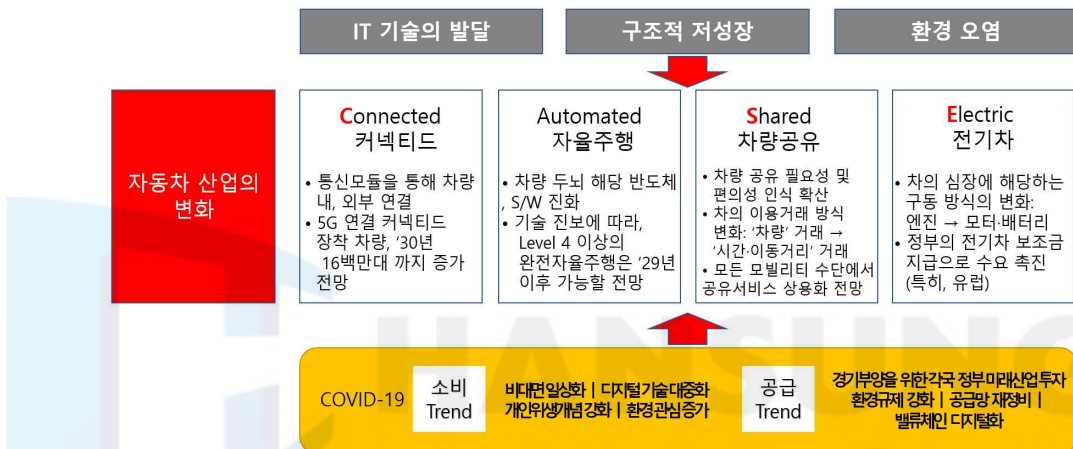 IT 기술의 발달
구조적 저성장
환경 오염
자동차 산업의
변화
Connected
커넥티드
• 통신모듈을 통해 차량
내, 외부 연결
• 5G 연결 커넥티드
장착 차량, '30년
16백만대 까지 증가
전망
Automated
자율주행
• 차량 두뇌 해당 반도체
, S/W 진화
• 기술 진보에 따라,
Level 4 이상의
완전자율주행은 '29년
이후 가능할 전망
Shared
차량공유
• 차량 공유 필요성 및
편의성 인식 확산
• 차의 이용거래 방식
변화: '차량' 거래 →
'시간·이동거리' 거래
• 모든 모빌리티 수단에서
공유서비스 상용화 전망
Electric
전기차
• 차의 심장에 해당하는
구동 방식의 변화:
엔진 → 모터·배터리
• 정부의 전기차 보조금
지급으로 수요 촉진
(특히, 유럽)
HANSUNG
COVID-19
소비
Trend
비대면 일상화 | 디지털 기술 대중화
개인위생개념 강화 | 환경 관심 증가
공급
Trend
경기부양을 위한 각국 정부 미래산업 투자
환경규제 강화 | 공급망 재정비 |
밸류체인 디지털화